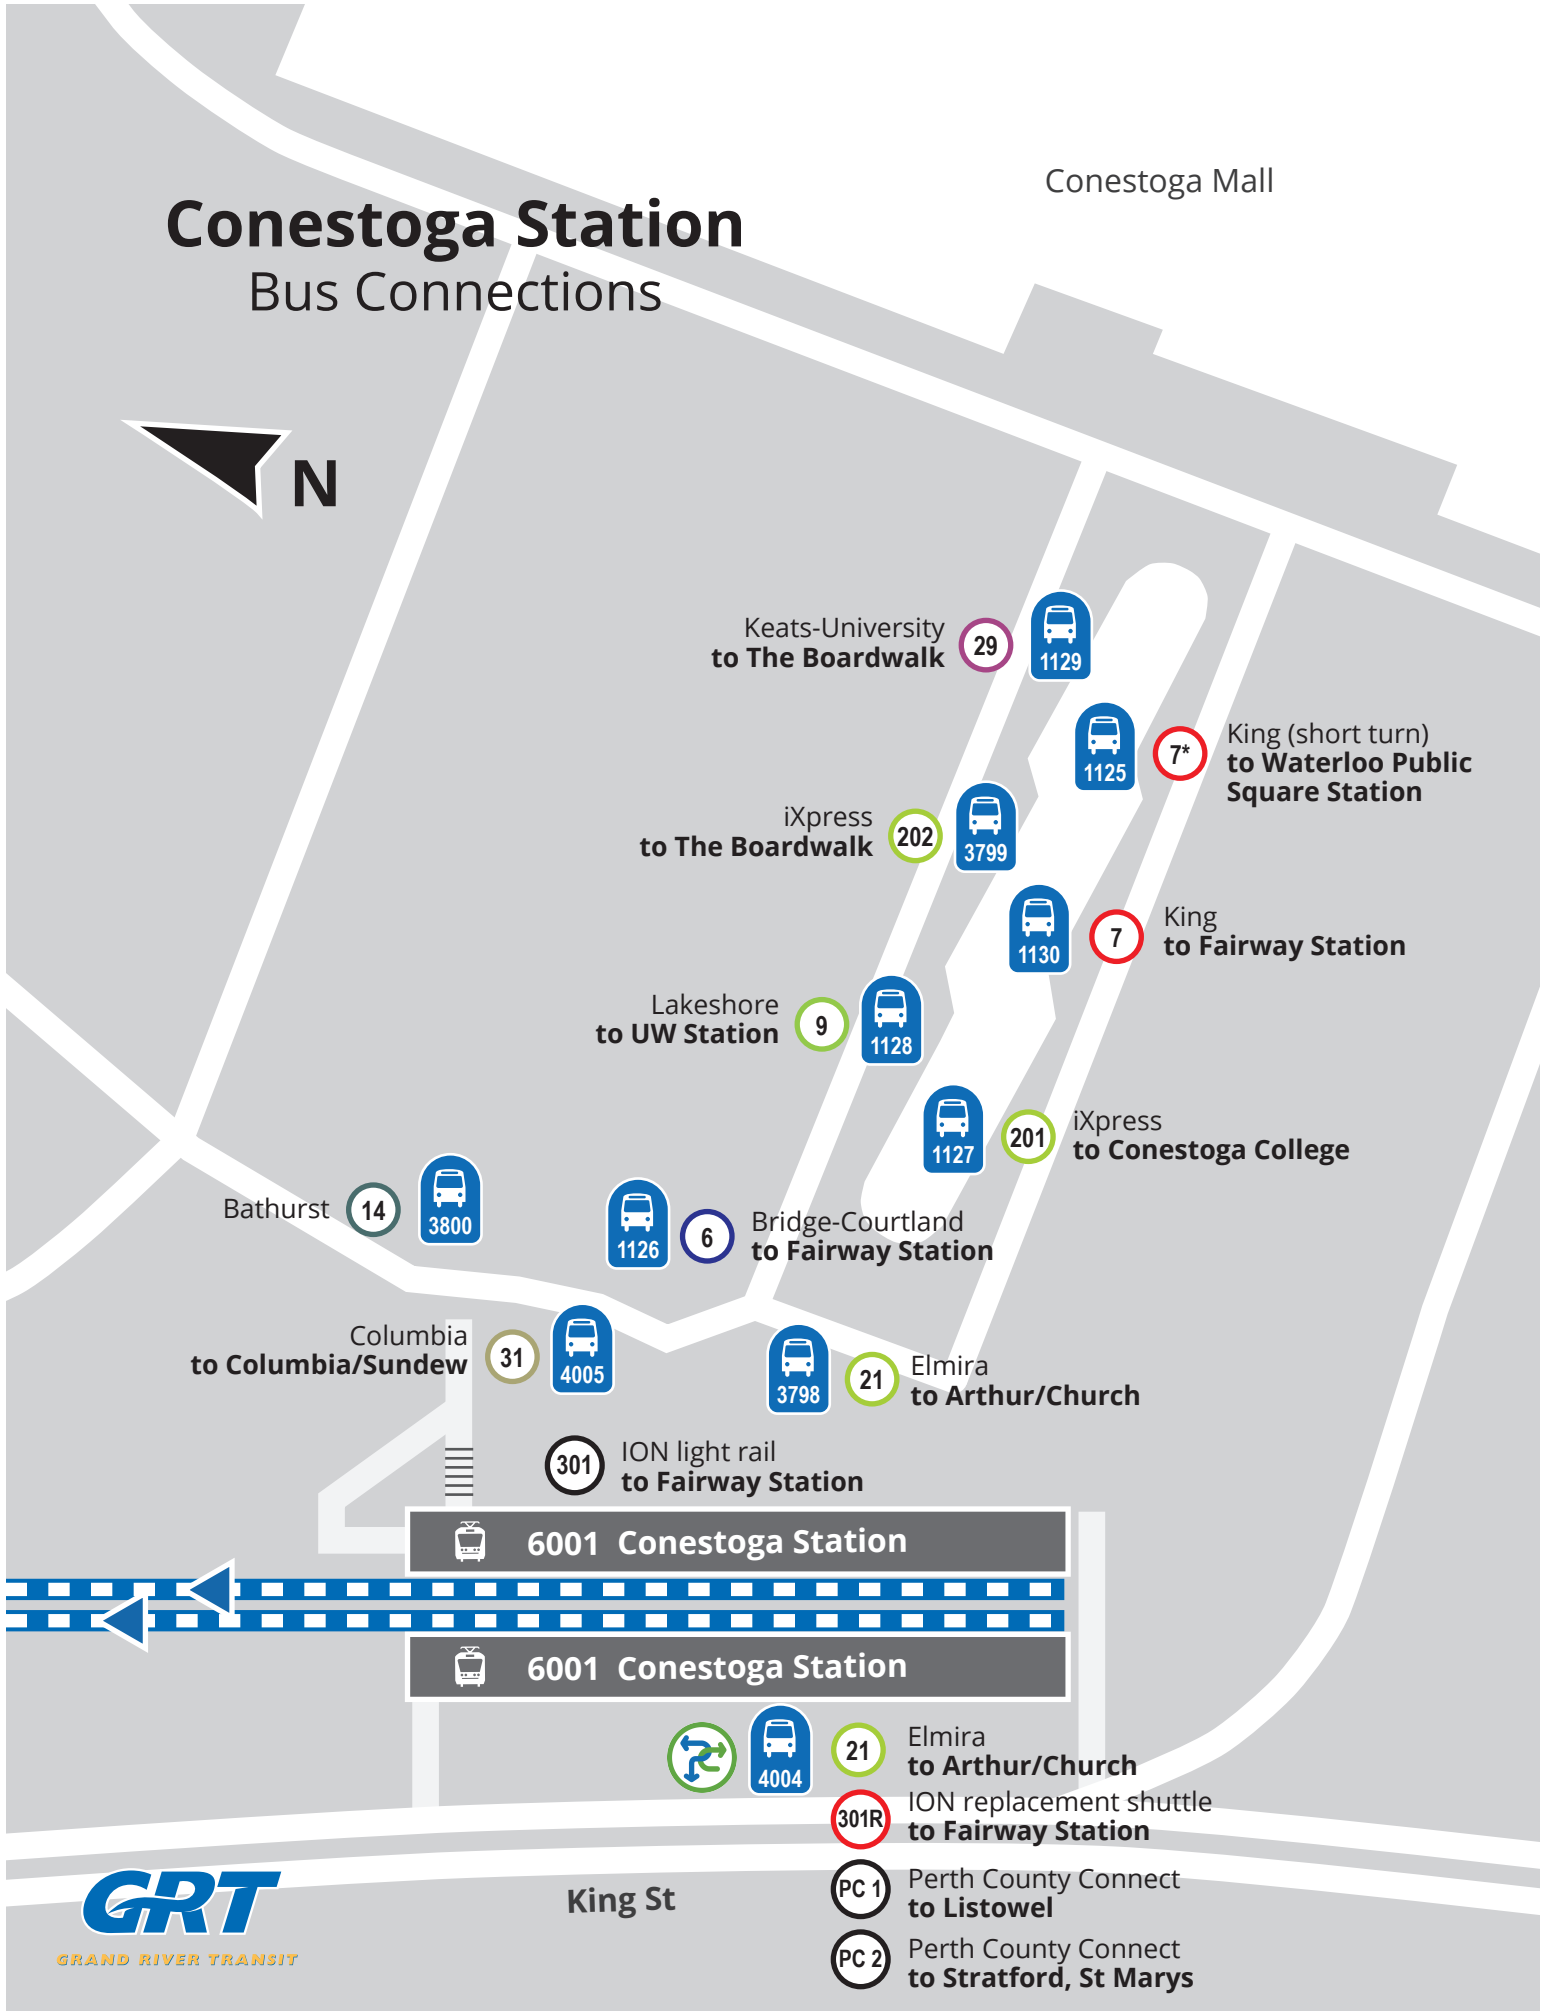 Conestoga Mall
Conestoga Station
Bus Connections
N
Keats-University
to The Boardwalk
29
1129
1125
7*
King (short turn)
to Waterloo Public
Square Station
iXpress
to The Boardwalk
202
3799
1130
7
King
to Fairway Station
Lakeshore
to UW Station
9
1128
1127
201
iXpress
to Conestoga College
Bathurst
14
3800
1126
6
Bridge-Courtland
to Fairway Station
Columbia
to Columbia/Sundew
31
4005
3798
21
Elmira
to Arthur/Church
301
ION light rail
to Fairway Station
6001 Conestoga Station
6001 Conestoga Station
4004
21
Elmira
to Arthur/Church
301R
ION replacement shuttle
to Fairway Station
PC 1
Perth County Connect
to Listowel
PC 2
Perth County Connect
to Stratford, St Marys
King St
GRT
GRAND RIVER TRANSIT